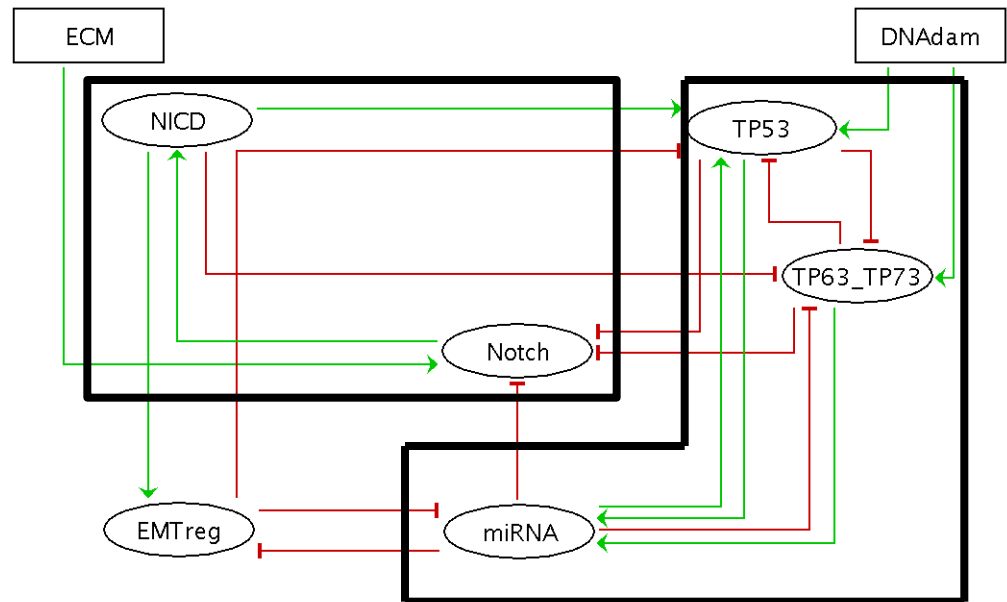 ECM
DNAdam
NICD
TP53
TP63_TP73
Notch
EMTreg
miRNA